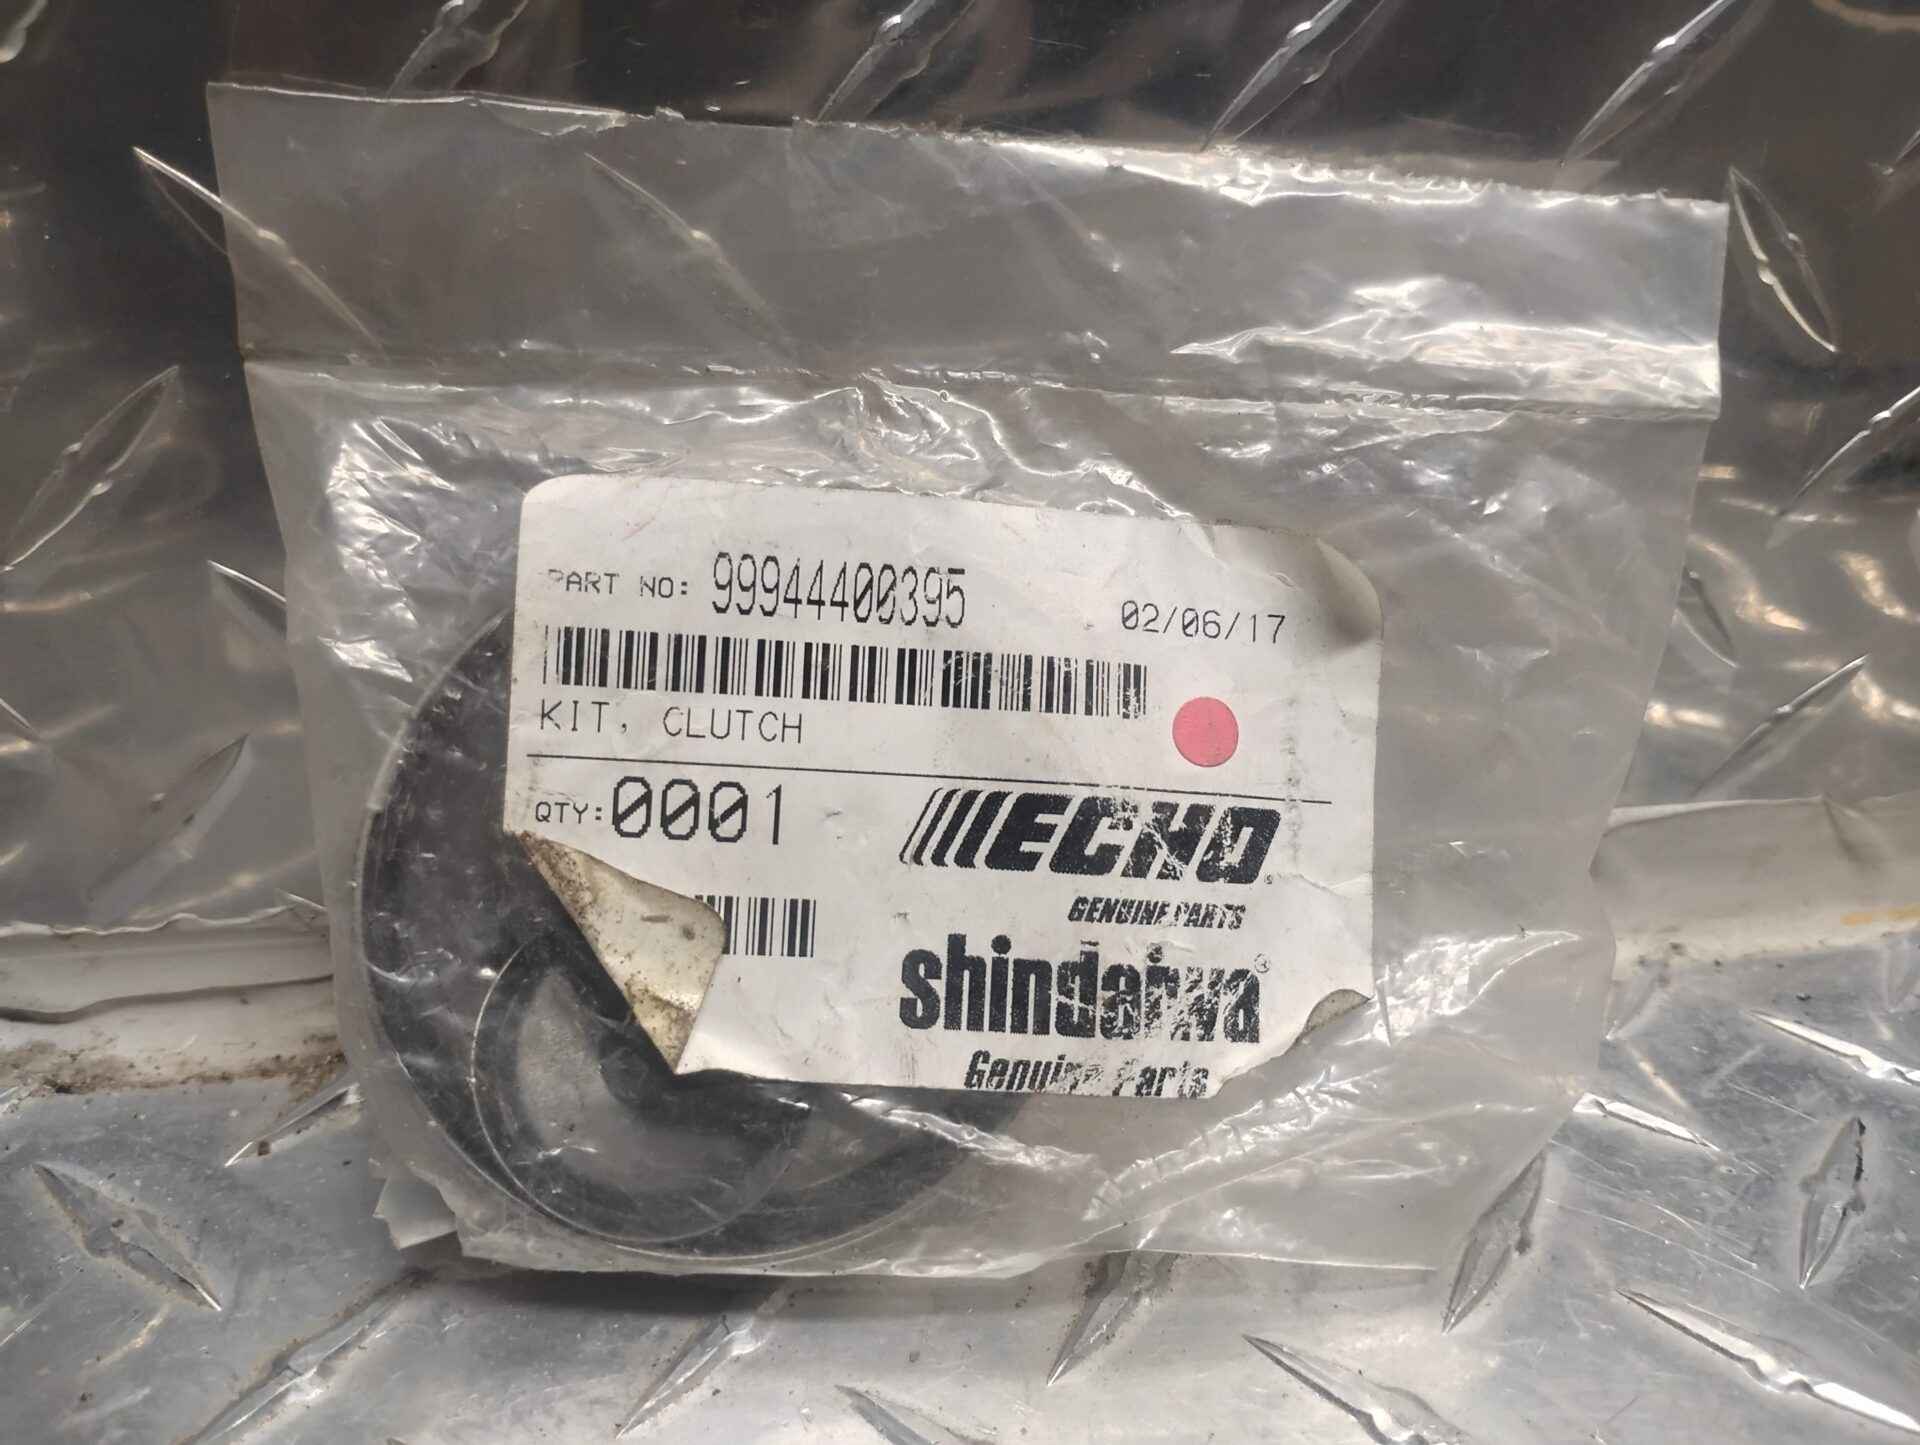 PART NO: 99944400395 02/06/17
KIT, CLUTCH
QTY: 0001
ECHO
GENUINE PARTS
shindaiwa®
Genuine Parts